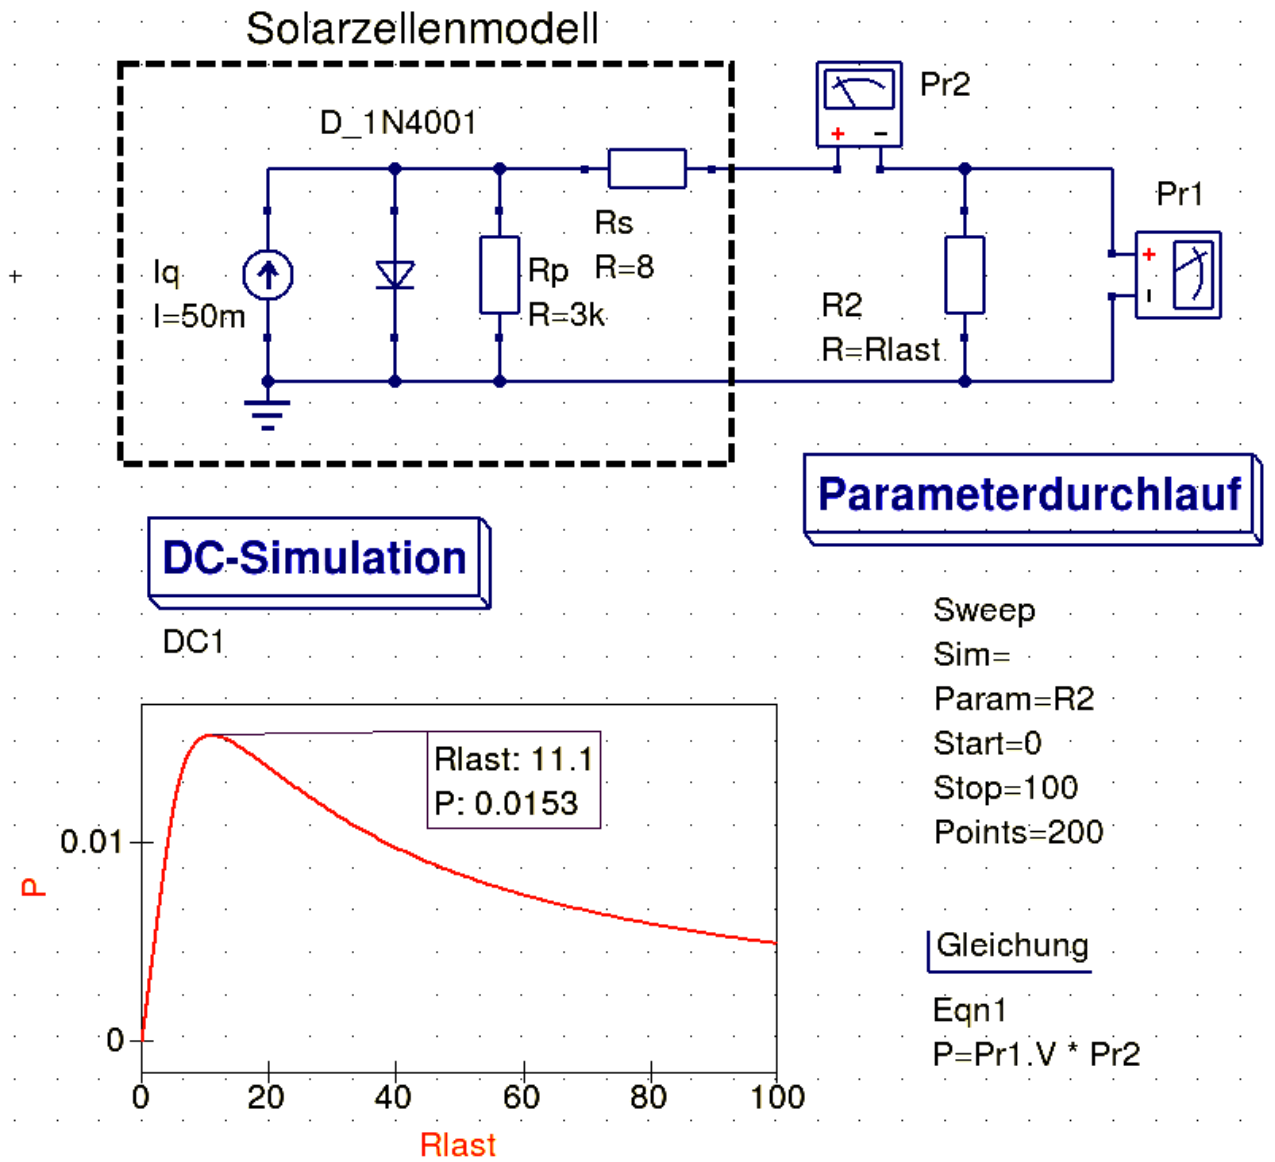 Solarzellenmodell
D_1N4001
Pr2
+ −
Pr1
+
−
Iq
I=50m
Rp
R=3k
Rs
R=8
R2
R=Rlast
DC-Simulation
DC1
Parameterdurchlauf
Sweep
Sim=
Param=R2
Start=0
Stop=100
Points=200
Gleichung
Eqn1
P=Pr1.V * Pr2
Rlast: 11.1
P: 0.0153
0.01
P
0
0 20 40 60 80 100
Rlast